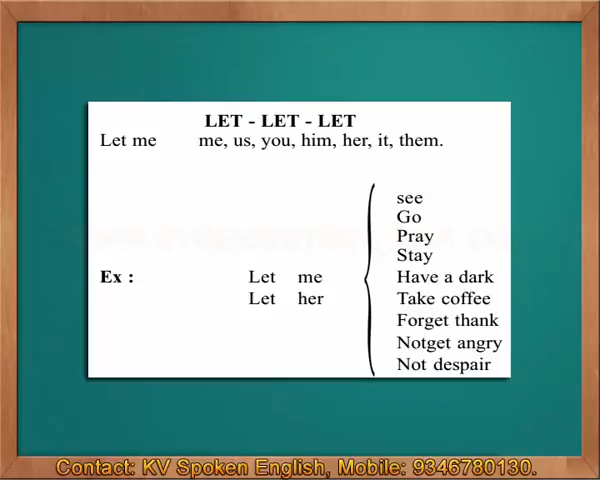 LET - LET - LET
Let me me, us, you, him, her, it, them.
see
Go
Pray
Stay
Ex : Let me Have a dark
Let her Take coffee
Forget thank
Notget angry
Not despair
Contact: KV Spoken English, Mobile: 9346780130.